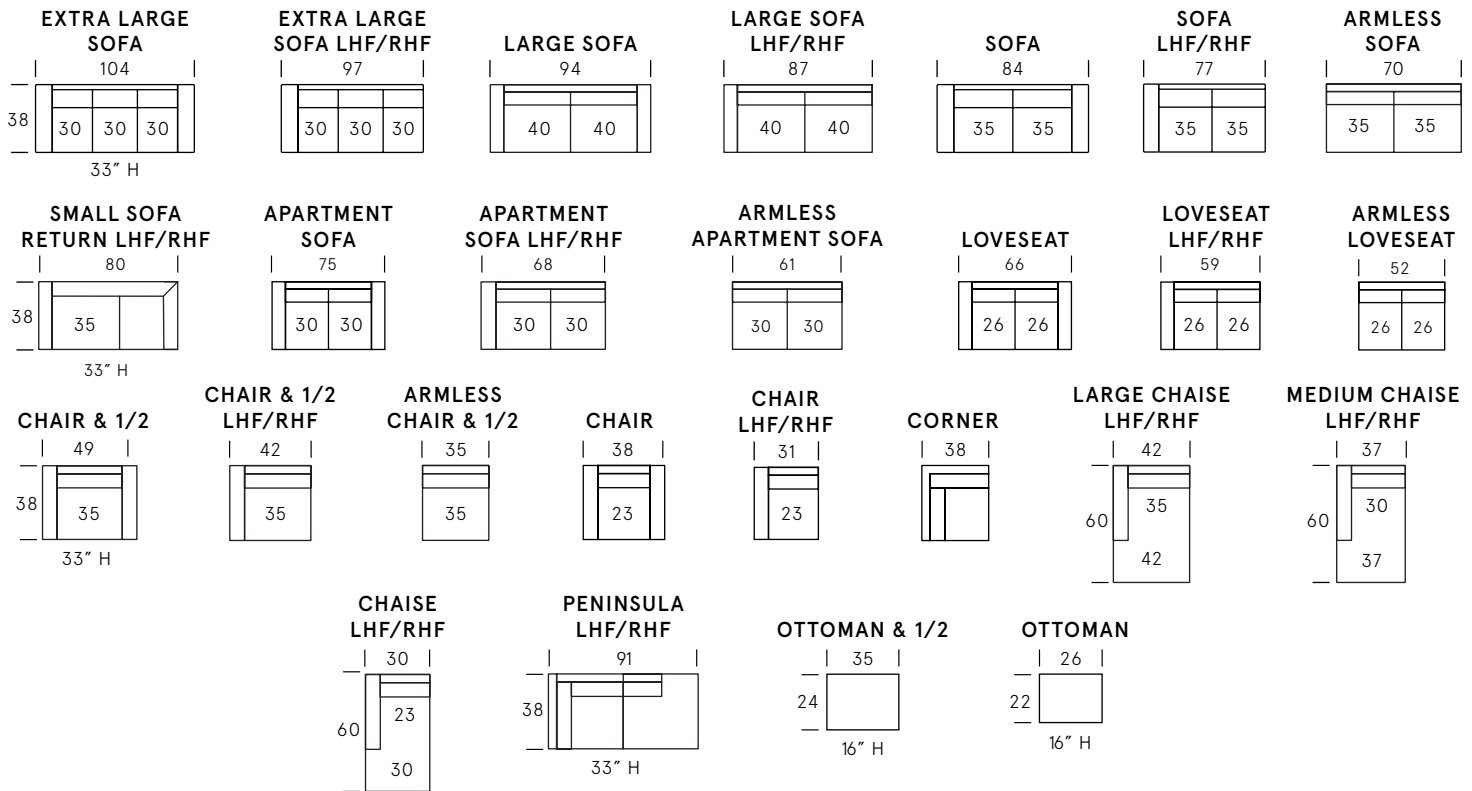 EXTRA LARGE
SOFA
104
38
30 30 30
33″ H
EXTRA LARGE
SOFA LHF/RHF
97
30 30 30
LARGE SOFA
94
40 40
LARGE SOFA
LHF/RHF
87
40 40
SOFA
84
35 35
SOFA
LHF/RHF
77
35 35
ARMLESS
SOFA
70
35 35
SMALL SOFA
RETURN LHF/RHF
80
38
35
33″ H
APARTMENT
SOFA
75
30 30
APARTMENT
SOFA LHF/RHF
68
30 30
ARMLESS
APARTMENT SOFA
61
30 30
LOVESEAT
66
26 26
LOVESEAT
LHF/RHF
59
26 26
ARMLESS
LOVESEAT
52
26 26
CHAIR & 1/2
49
38
35
33″ H
CHAIR & 1/2
LHF/RHF
42
35
ARMLESS
CHAIR & 1/2
35
35
CHAIR
38
23
CHAIR
LHF/RHF
31
23
CORNER
38
LARGE CHAISE
LHF/RHF
42
35
60
42
MEDIUM CHAISE
LHF/RHF
37
30
60
37
CHAISE
LHF/RHF
30
23
60
30
PENINSULA
LHF/RHF
91
38
33″ H
OTTOMAN & 1/2
35
24
16″ H
OTTOMAN
26
22
16″ H